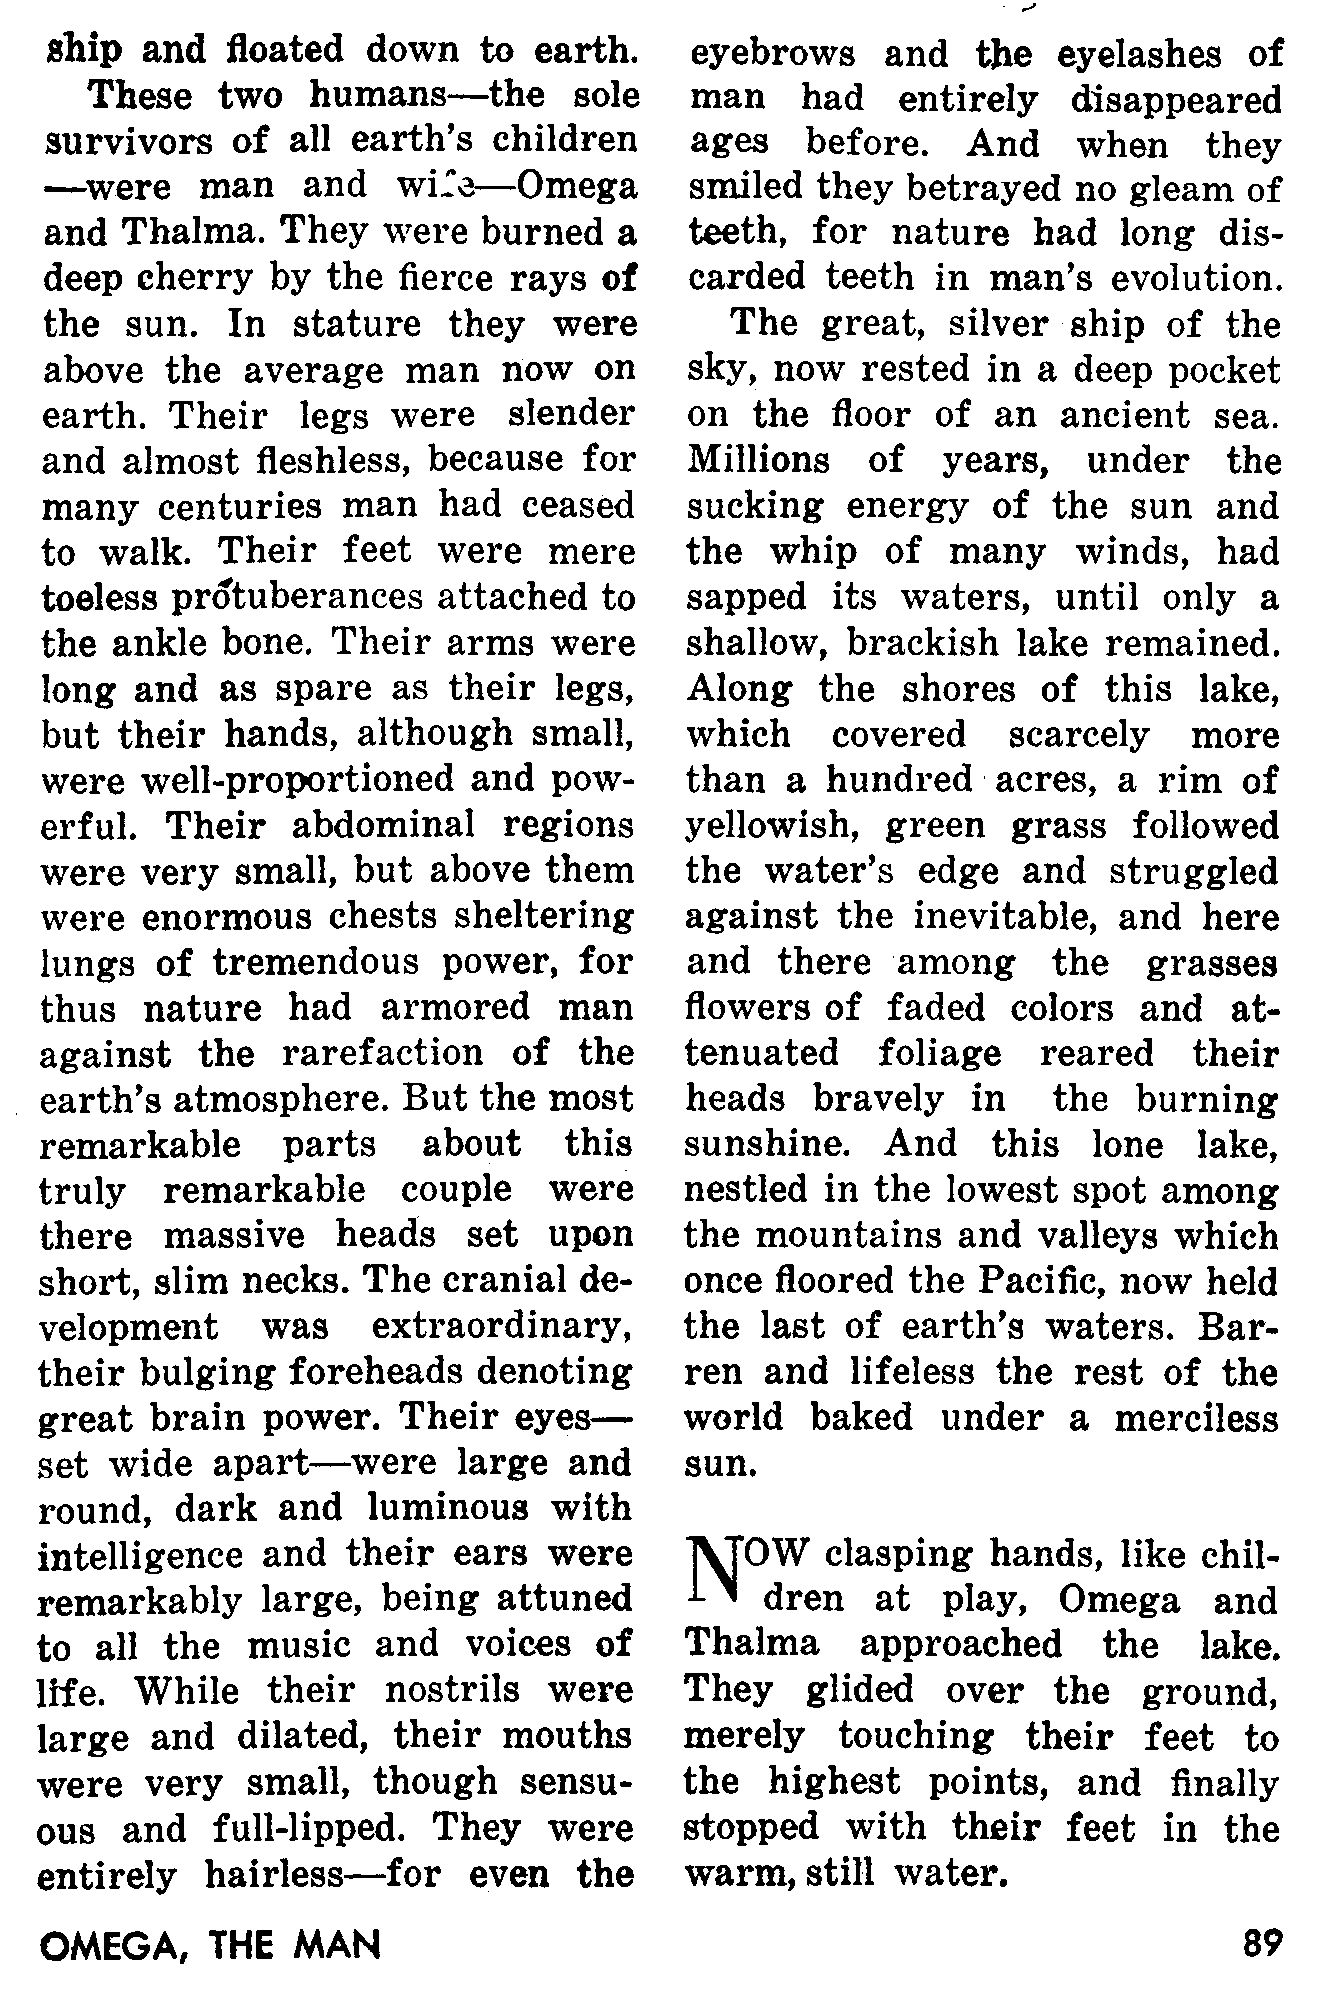 ship and floated down to earth.
These two humans—the sole
survivors of all earth's children
—were man and wife—Omega
and Thalma. They were burned a
deep cherry by the fierce rays of
the sun. In stature they were
above the average man now on
earth. Their legs were slender
and almost fleshless, because for
many centuries man had ceased
to walk. Their feet were mere
toeless protuberances attached to
the ankle bone. Their arms were
long and as spare as their legs,
but their hands, although small,
were well-proportioned and pow-
erful. Their abdominal regions
were very small, but above them
were enormous chests sheltering
lungs of tremendous power, for
thus nature had armored man
against the rarefaction of the
earth's atmosphere. But the most
remarkable parts about this
truly remarkable couple were
there massive heads set upon
short, slim necks. The cranial de-
velopment was extraordinary,
their bulging foreheads denoting
great brain power. Their eyes—
set wide apart—were large and
round, dark and luminous with
intelligence and their ears were
remarkably large, being attuned
to all the music and voices of
life. While their nostrils were
large and dilated, their mouths
were very small, though sensu-
ous and full-lipped. They were
entirely hairless—for even the
eyebrows and the eyelashes of
man had entirely disappeared
ages before. And when they
smiled they betrayed no gleam of
teeth, for nature had long dis-
carded teeth in man's evolution.
The great, silver ship of the
sky, now rested in a deep pocket
on the floor of an ancient sea.
Millions of years, under the
sucking energy of the sun and
the whip of many winds, had
sapped its waters, until only a
shallow, brackish lake remained.
Along the shores of this lake,
which covered scarcely more
than a hundred acres, a rim of
yellowish, green grass followed
the water's edge and struggled
against the inevitable, and here
and there among the grasses
flowers of faded colors and at-
tenuated foliage reared their
heads bravely in the burning
sunshine. And this lone lake,
nestled in the lowest spot among
the mountains and valleys which
once floored the Pacific, now held
the last of earth's waters. Bar-
ren and lifeless the rest of the
world baked under a merciless
sun.
NOW clasping hands, like chil-
dren at play, Omega and
Thalma approached the lake.
They glided over the ground,
merely touching their feet to
the highest points, and finally
stopped with their feet in the
warm, still water.
OMEGA, THE MAN 89